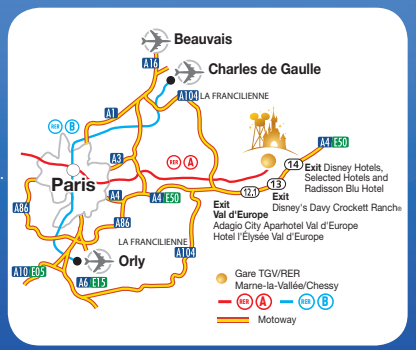 Beauvais
A16
Charles de Gaulle
A104 LA FRANCILIENNE
A1
RER B
A3
RER A
A4 E50
14 Exit Disney Hotels,
Selected Hotels and
Radisson Blu Hotel
13
Exit
Disney's Davy Crockett Ranch®
12.1
Exit
Val d'Europe
Adagio City Aparhotel Val d'Europe
Hotel l'Élysée Val d'Europe
Paris
A4
A4 E50
A86
A86
LA FRANCILIENNE
A104
Orly
A10 E05
A6 E15
Gare TGV/RER
Marne-la-Vallée/Chessy
RER A
RER B
Motoway